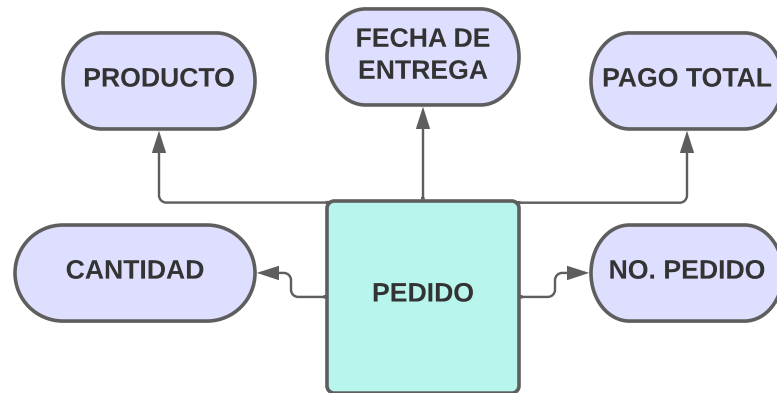 FECHA DE
ENTREGA
PRODUCTO
PAGO TOTAL
CANTIDAD
NO. PEDIDO
PEDIDO